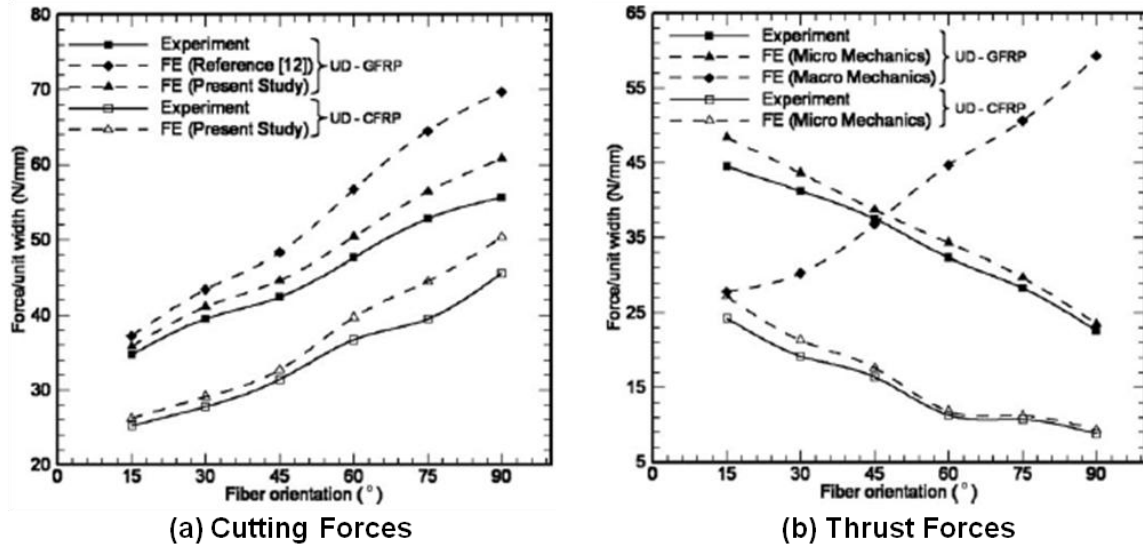 80
70
60
50
40
30
20
Force/unit width (N/mm)
Experiment
FE (Reference [12])
FE (Present Study)
UD - GFRP
Experiment
FE (Present Study)
UD - CFRP
0 15 30 45 60 75 90
Fiber orientation (°)
(a) Cutting Forces
65
55
45
35
25
15
5
Force/unit width (N/mm)
Experiment
FE (Micro Mechanics)
FE (Macro Mechanics)
UD - GFRP
Experiment
FE (Micro Mechanics)
UD - CFRP
0 15 30 45 60 75 90
Fiber orientation (°)
(b) Thrust Forces